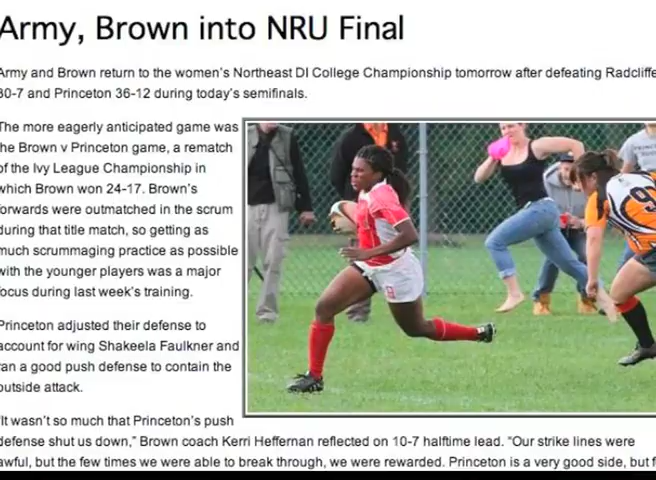 Army, Brown into NRU Final
Army and Brown return to the women's Northeast DI College Championship tomorrow after defeating Radcliffe
80-7 and Princeton 36-12 during today's semifinals.
The more eagerly anticipated game was
the Brown v Princeton game, a rematch
of the Ivy League Championship in
which Brown won 24-17. Brown's
forwards were outmatched in the scrum
during that title match, so getting as
much scrummaging practice as possible
with the younger players was a major
focus during last week's training.
Princeton adjusted their defense to
account for wing Shakeela Faulkner and
ran a good push defense to contain the
outside attack.
"It wasn't so much that Princeton's push
defense shut us down," Brown coach Kerri Heffernan reflected on 10-7 halftime lead. "Our strike lines were
awful, but the few times we were able to break through, we were rewarded. Princeton is a very good side, but